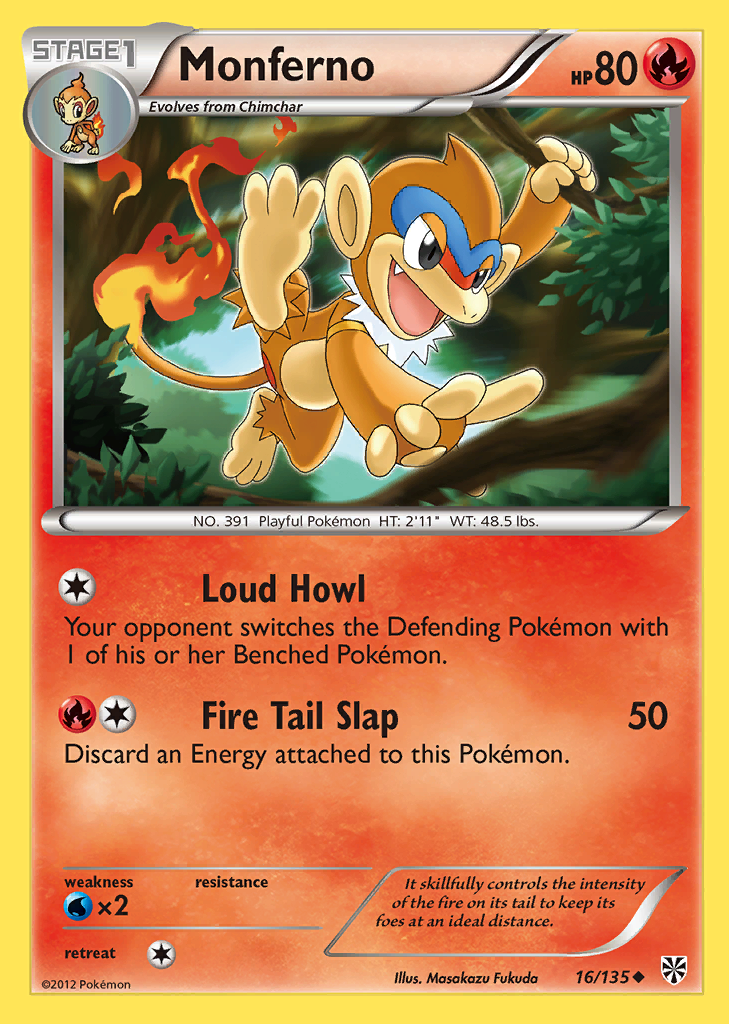 STAGE1
Monferno
HP80
Evolves from Chimchar
NO. 391 Playful Pokémon HT: 2'11" WT: 48.5 lbs.
Loud Howl
Your opponent switches the Defending Pokémon with
1 of his or her Benched Pokémon.
Fire Tail Slap 50
Discard an Energy attached to this Pokémon.
weakness resistance
×2
It skillfully controls the intensity
of the fire on its tail to keep its
foes at an ideal distance.
retreat
©2012 Pokémon
Illus. Masakazu Fukuda
16/135